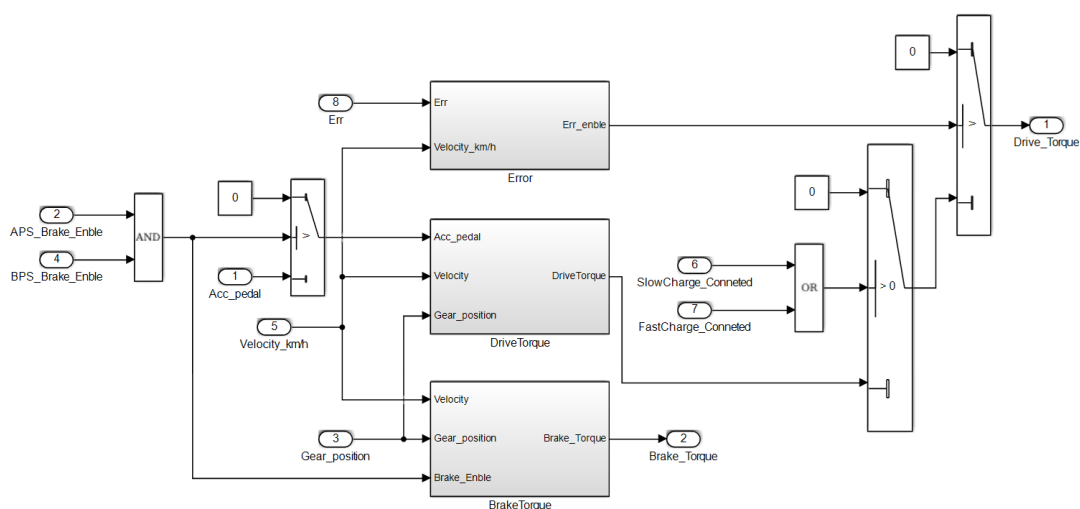 0
8
Err
Err
Err_enble
Velocity_km/h
Error
≥
1
Drive_Torque
0
2
APS_Brake_Enble
4
BPS_Brake_Enble
AND
≥
1
Acc_pedal
5
Velocity_km/h
Acc_pedal
Velocity
DriveTorque
Gear_position
DriveTorque
0
6
SlowCharge_Conneted
7
FastCharge_Conneted
OR
> 0
3
Gear_position
Velocity
Gear_position
Brake_Torque
Brake_Enble
BrakeTorque
2
Brake_Torque